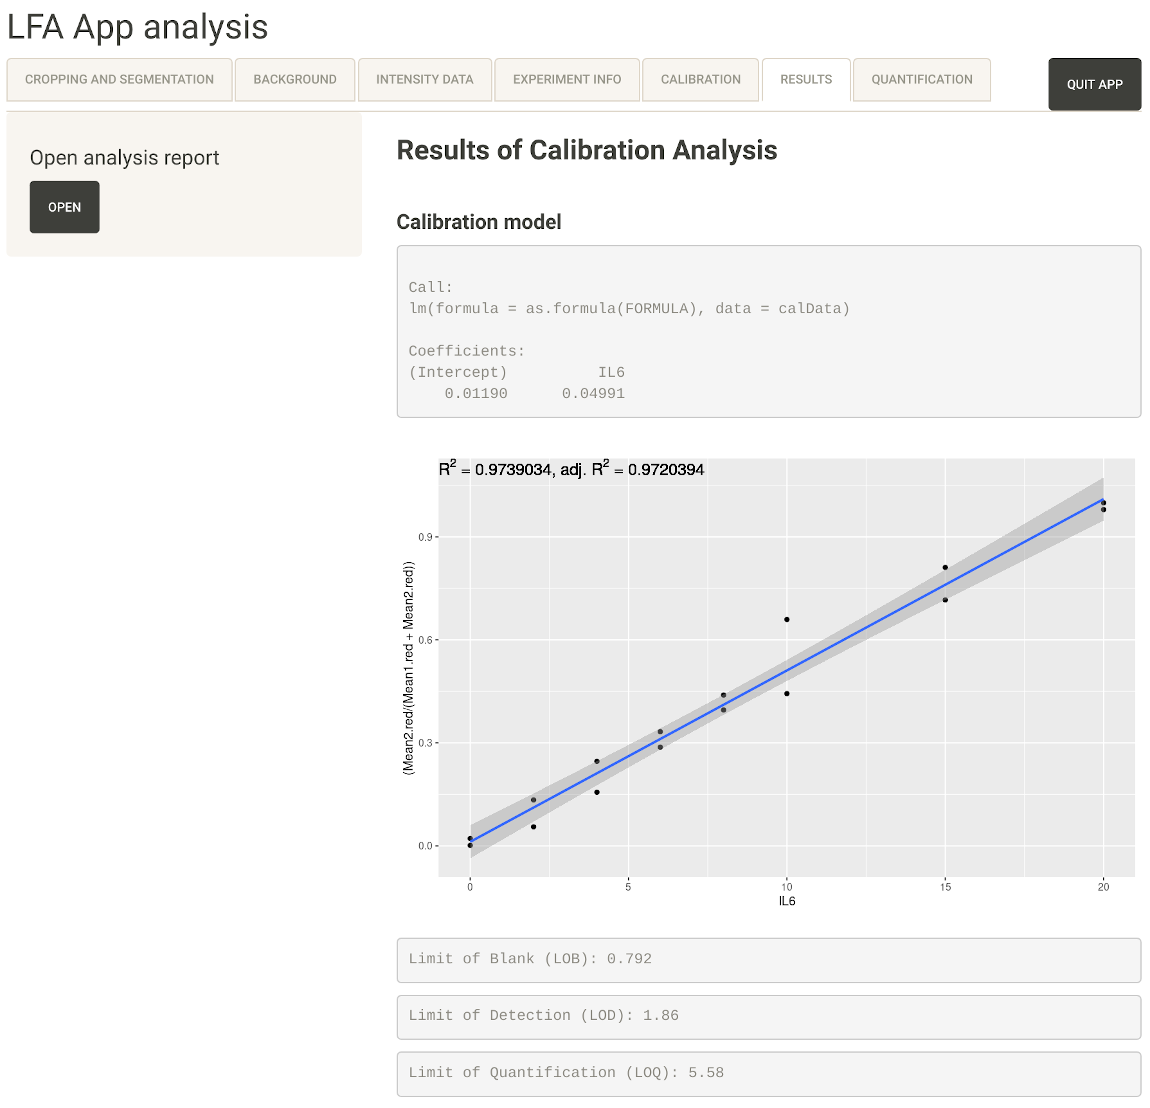 LFA App analysis
CROPPING AND SEGMENTATION BACKGROUND INTENSITY DATA EXPERIMENT INFO CALIBRATION RESULTS QUANTIFICATION QUIT APP
Open analysis report
OPEN
Results of Calibration Analysis
Calibration model
Call:
lm(formula = as.formula(FORMULA), data = calData)
Coefficients:
(Intercept) IL6
0.01190 0.04991
R² = 0.9739034, adj. R² = 0.9720394
(Mean2.red/(Mean1.red + Mean2.red))
0.9
0.6
0.3
0.0
0 5 10 15 20
IL6
Limit of Blank (LOB): 0.792
Limit of Detection (LOD): 1.86
Limit of Quantification (LOQ): 5.58